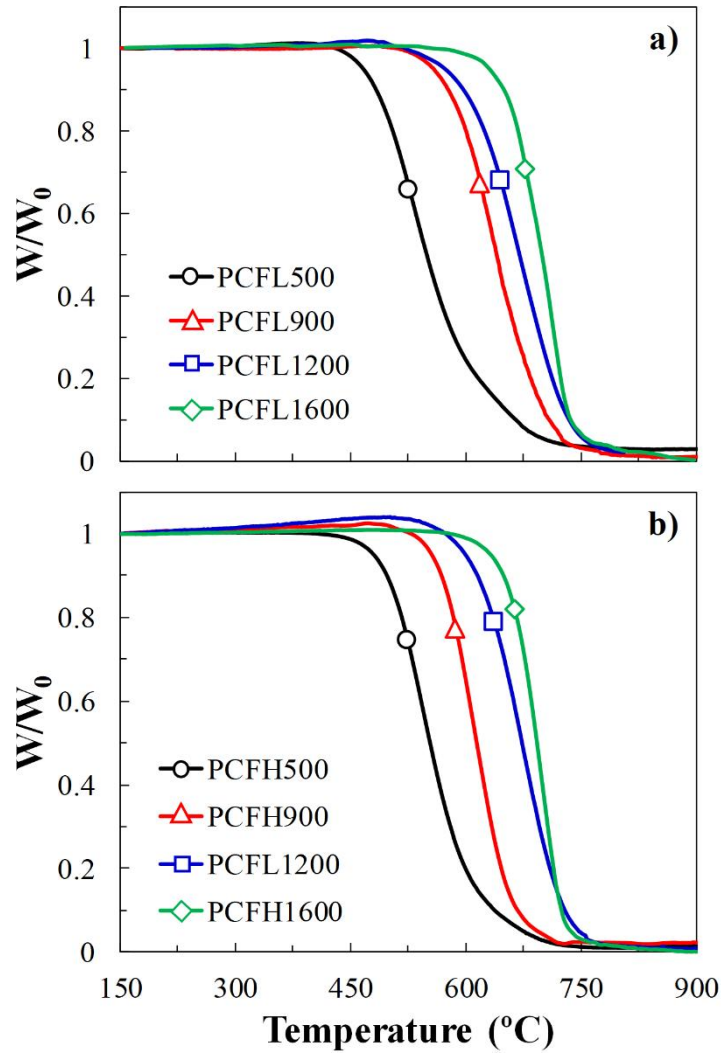 a)
1
0.8
0.6
0.4
0.2
0
W/W0
PCFL500
PCFL900
PCFL1200
PCFL1600
b)
1
0.8
0.6
0.4
0.2
0
W/W0
PCFH500
PCFH900
PCFL1200
PCFH1600
150 300 450 600 750 900
Temperature (ºC)